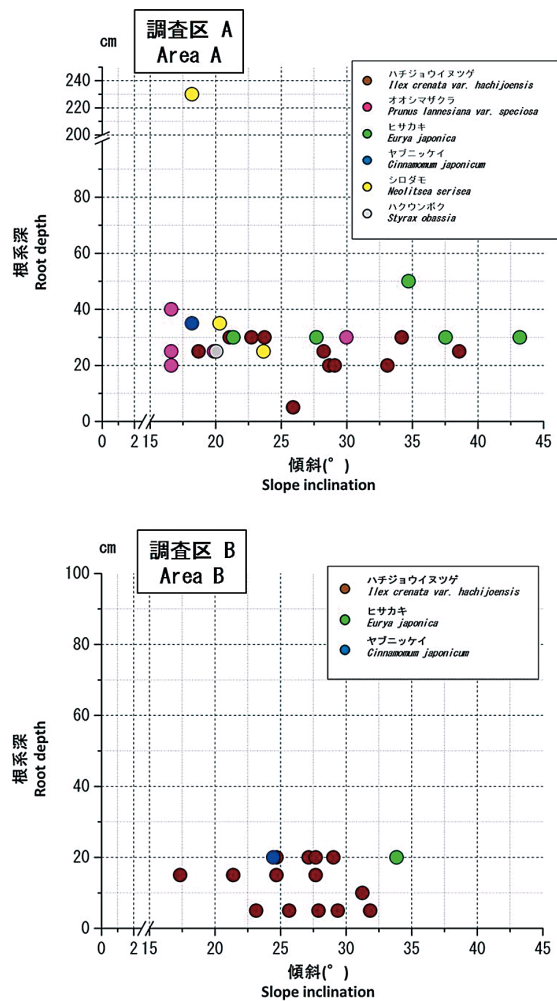 cm
調査区 A
Area A
ハチジョウイヌツゲ
Ilex crenata var. hachijoensis
オオシマザクラ
Prunus lannesiana var. speciosa
ヒサカキ
Eurya japonica
ヤブニッケイ
Cinnamomum japonicum
シロダモ
Neolitsea serisea
ハクウンボク
Styrax obassia
240
220
200
80
60
40
20
0
根系深
Root depth
0 2 15 20 25 30 35 40 45
傾斜(°)
Slope inclination
cm
調査区 B
Area B
ハチジョウイヌツゲ
Ilex crenata var. hachijoensis
ヒサカキ
Eurya japonica
ヤブニッケイ
Cinnamomum japonicum
100
80
60
40
20
0
根系深
Root depth
0 2 15 20 25 30 35 40 45
傾斜(°)
Slope inclination